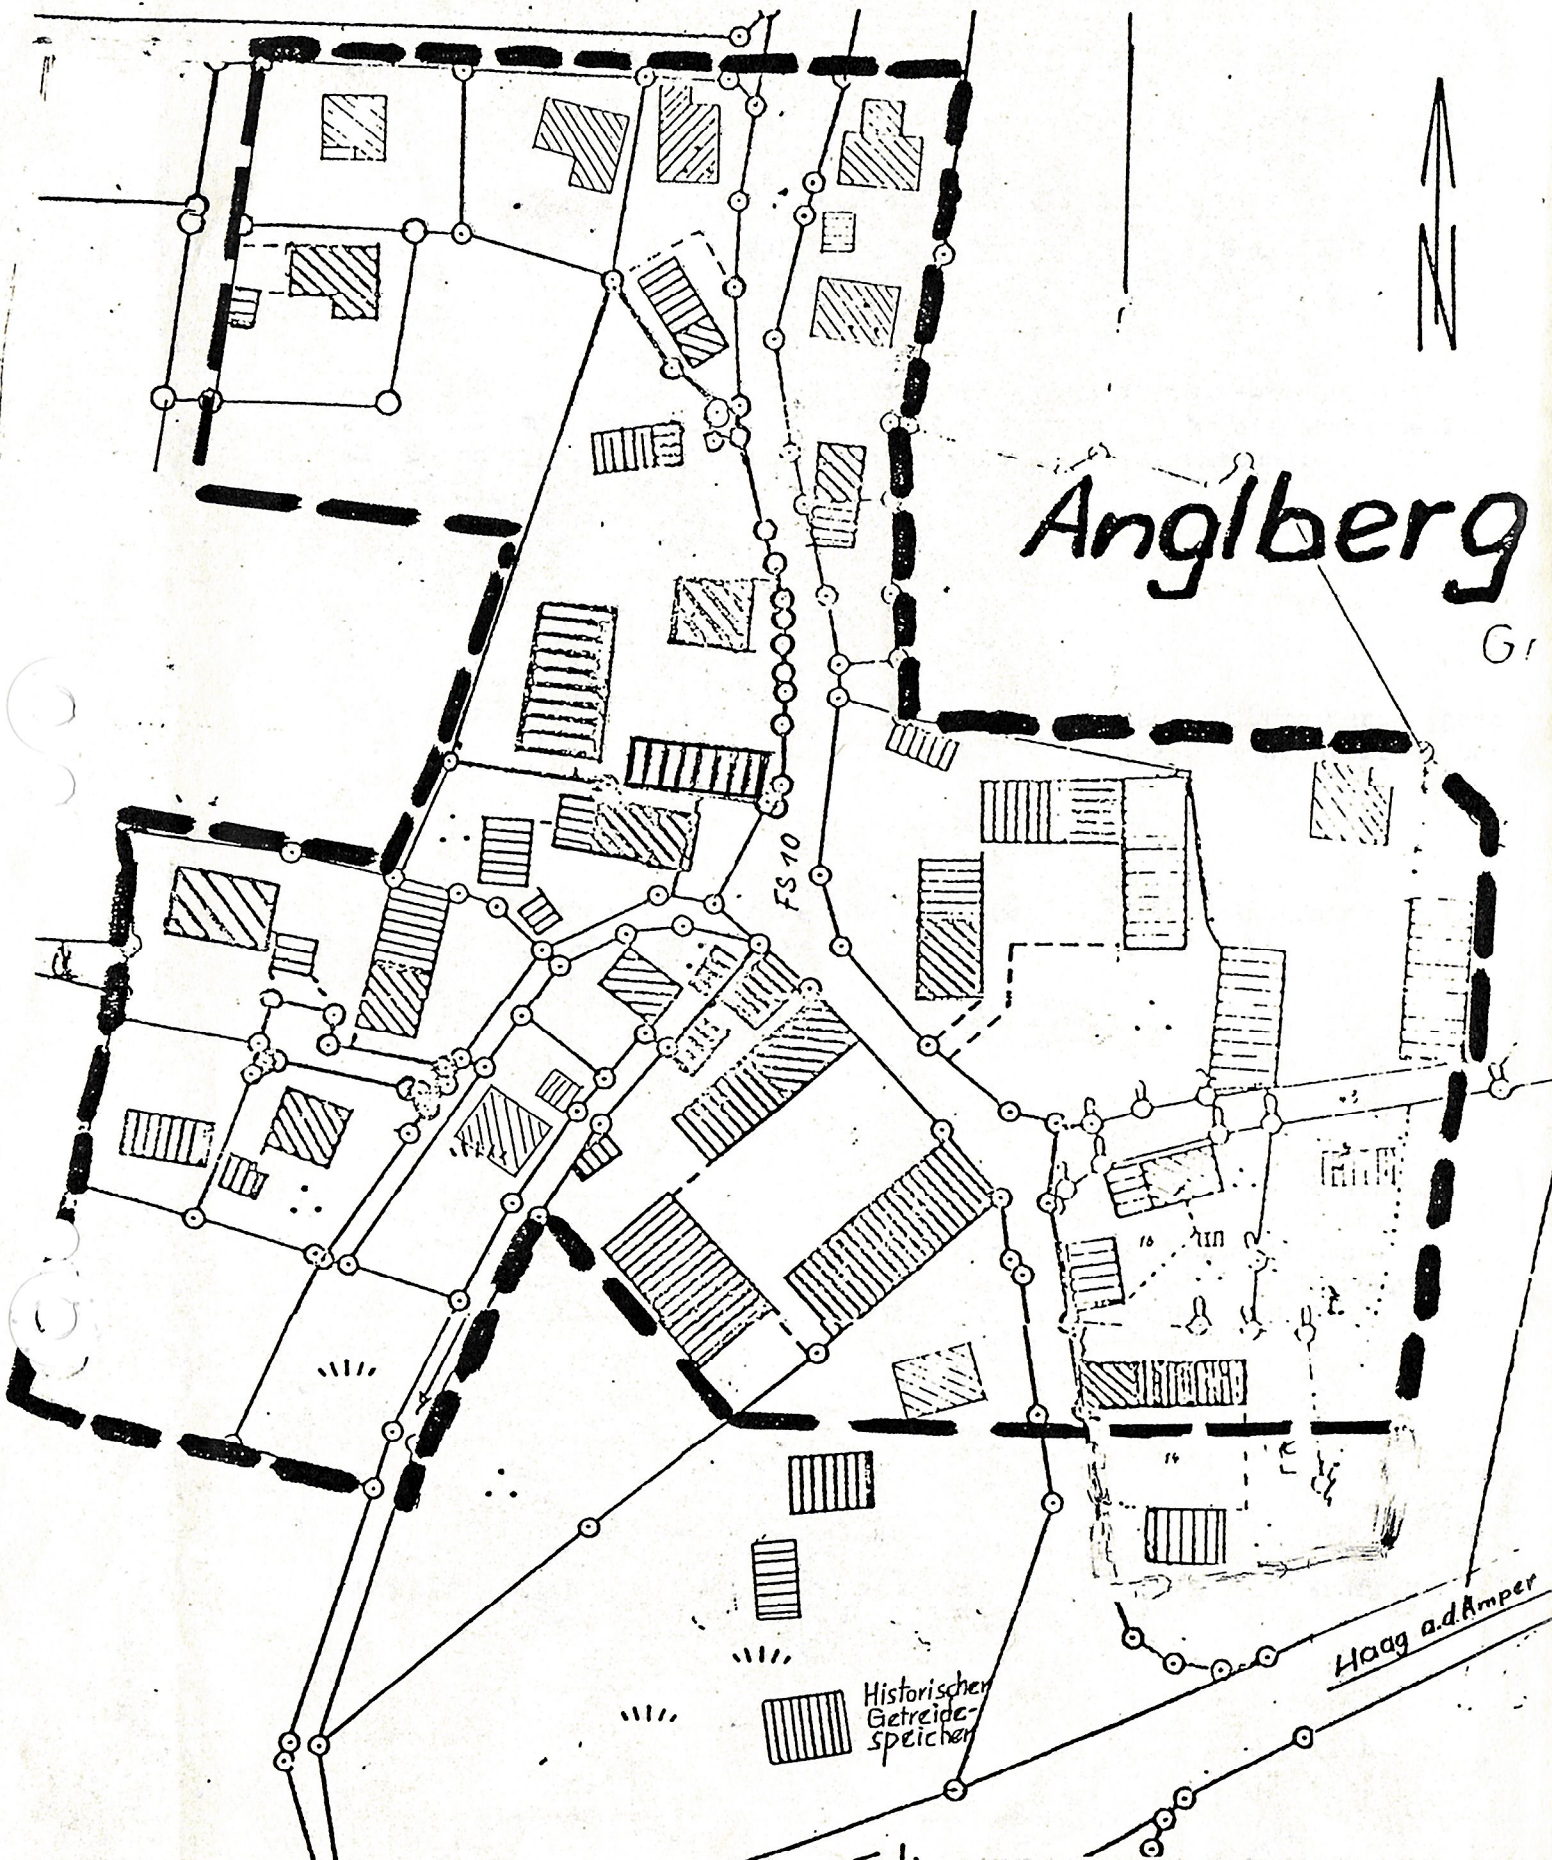 N
Anglberg
FS 10
Haag a.d. Amper
Historischer
Getreide-
speicher